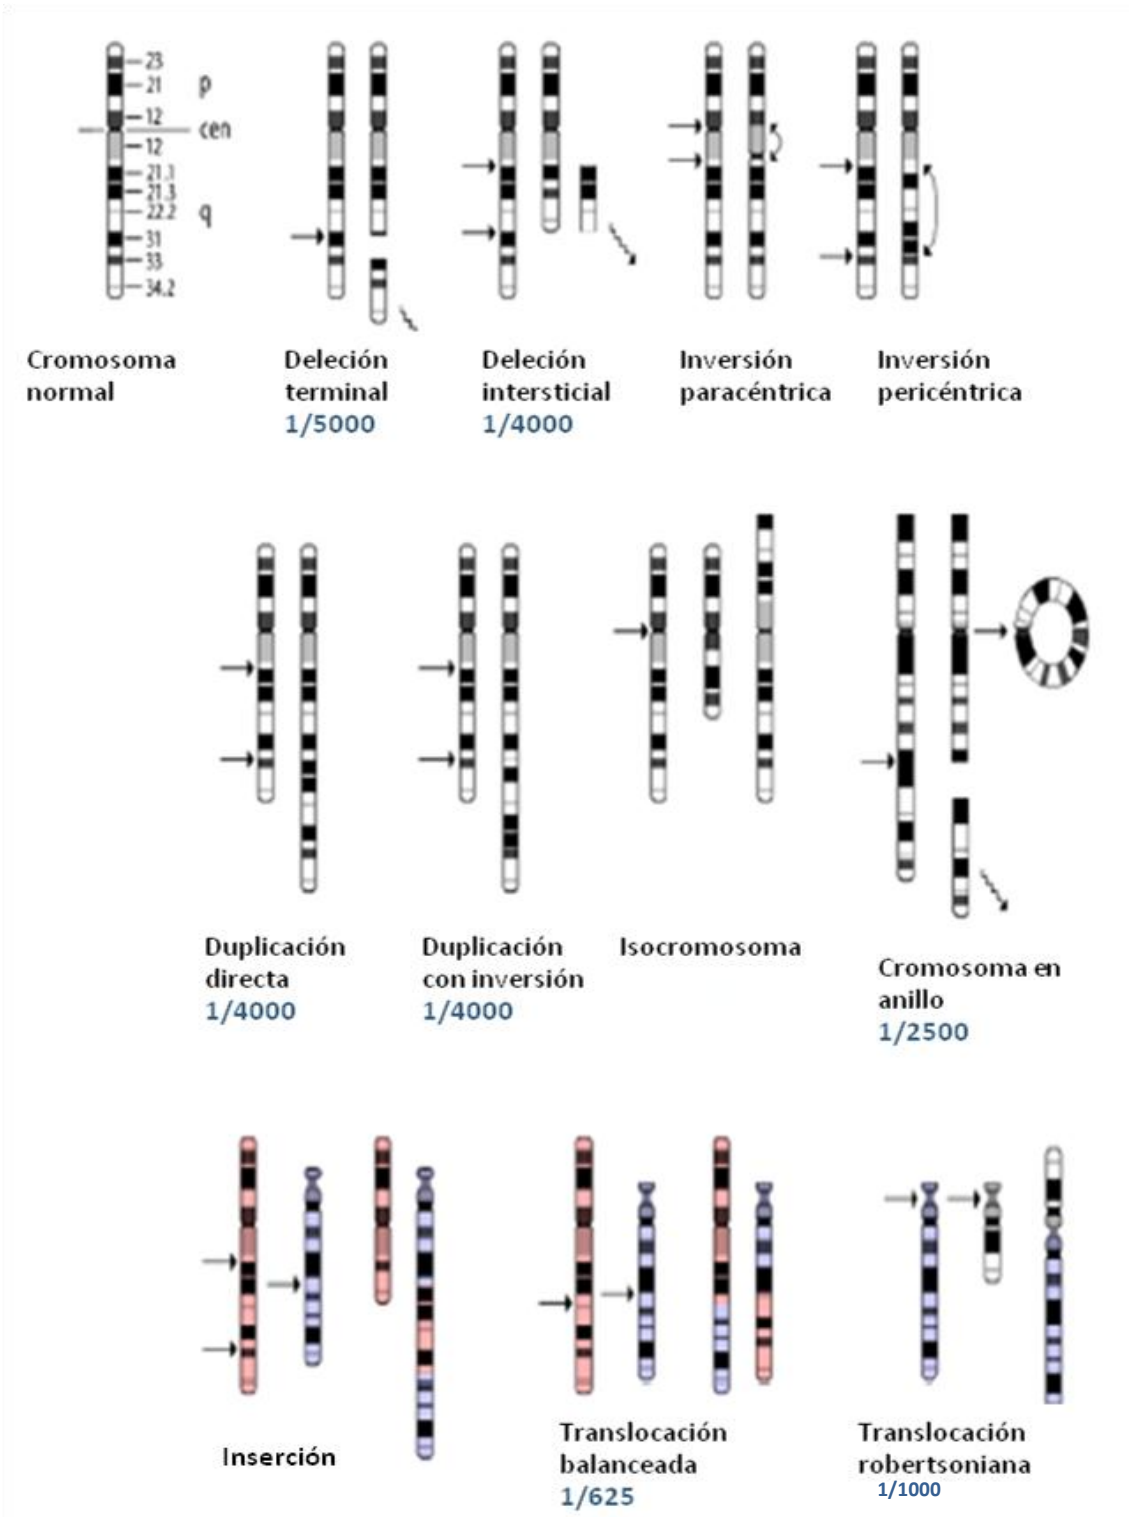 23
21
p
12
cen
12
21.1
21.3
22.2
q
31
33
34.2
Cromosoma
normal
Deleción
terminal
1/5000
Deleción
intersticial
1/4000
Inversión
paracéntrica
Inversión
pericéntrica
Duplicación
directa
1/4000
Duplicación
con inversión
1/4000
Isocromosoma
Cromosoma en
anillo
1/2500
Inserción
Translocación
balanceada
1/625
Translocación
robertsoniana
1/1000